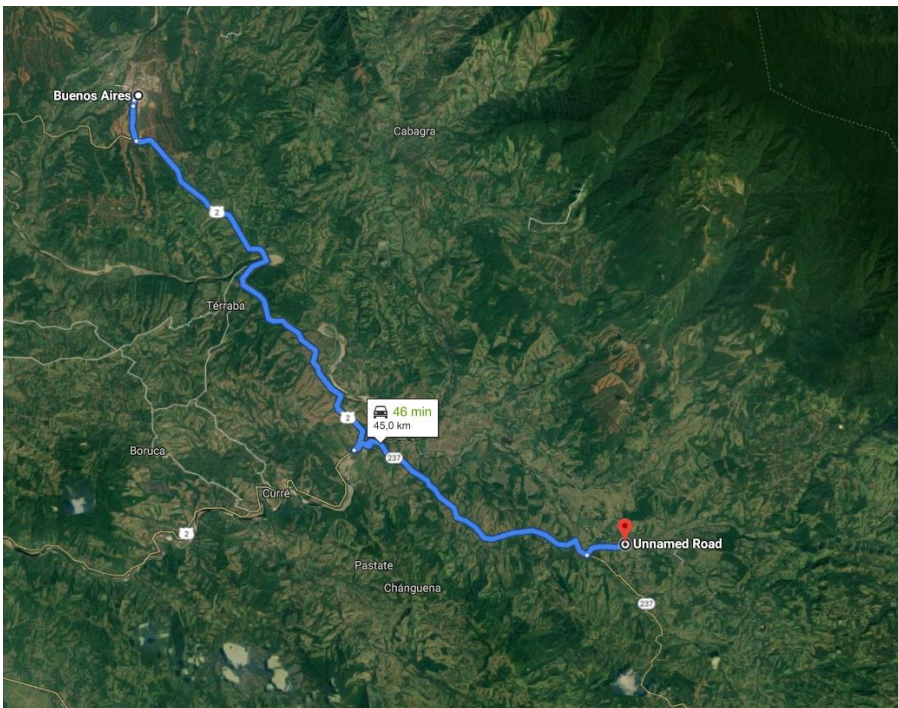 Buenos Aires
Cabagra
2
Térraba
46 min
45,0 km
2
237
Boruca
Curré
2
Unnamed Road
Pastate
Chánguena
237